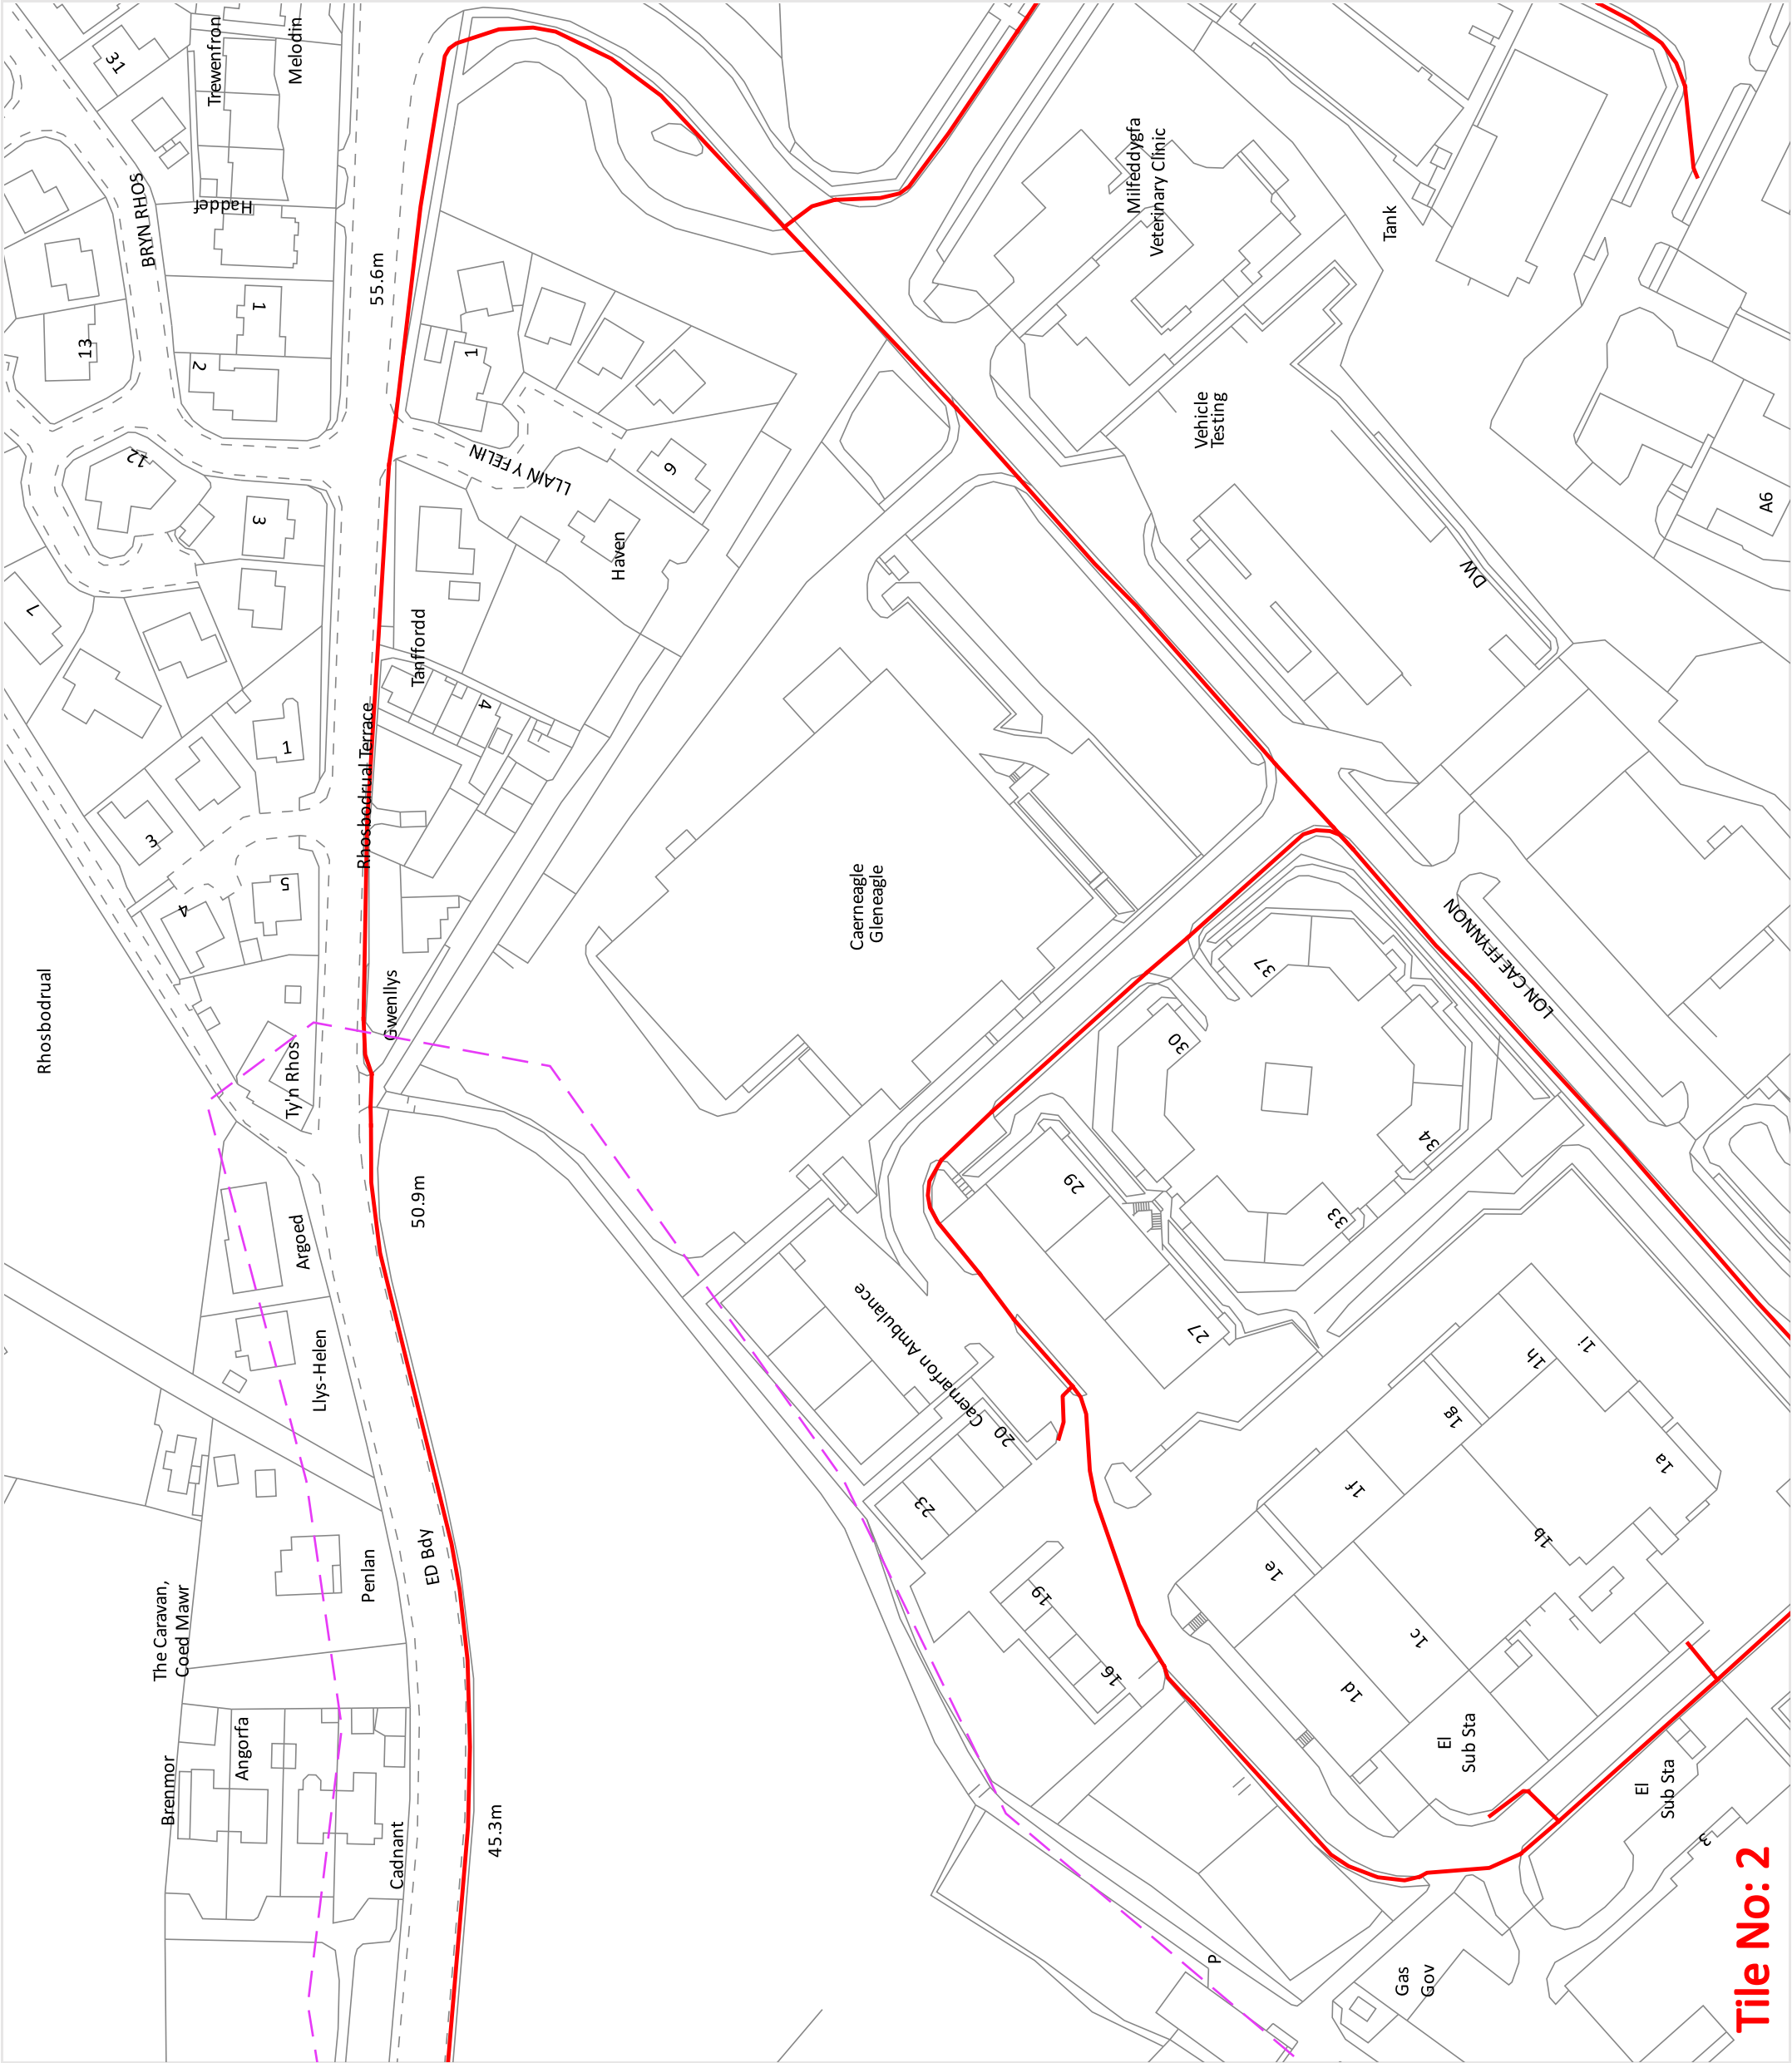 31
Trewenfron
Melodin
BRYN RHOS
Haddef
13
1
2
55.6m
12
3
7
1
LLAIN Y FEELIN
6
Haven
Tanffordd
4
1
Rhosbodrual Terrace
3
4
5
Rhosbodrual
Gwenllys
Ty'n Rhos
Argoed
50.9m
Llys-Helen
Penlan
ED Bdy
The Caravan,
Coed Mawr
Brenmor
Angorfa
Cadnant
45.3m
Milfeddygfa
Veterinary Clinic
Tank
Vehicle
Testing
DW
A6
Caerneagle
Gleneagle
LON CAE FFYNNON
37
30
34
33
29
27
Caernarfon Ambulance
20
23
19
16
1i
1h
1g
1f
1a
1b
1e
1c
1d
El
Sub Sta
El
Sub Sta
3
P
Gas
Gov
Tile No: 2